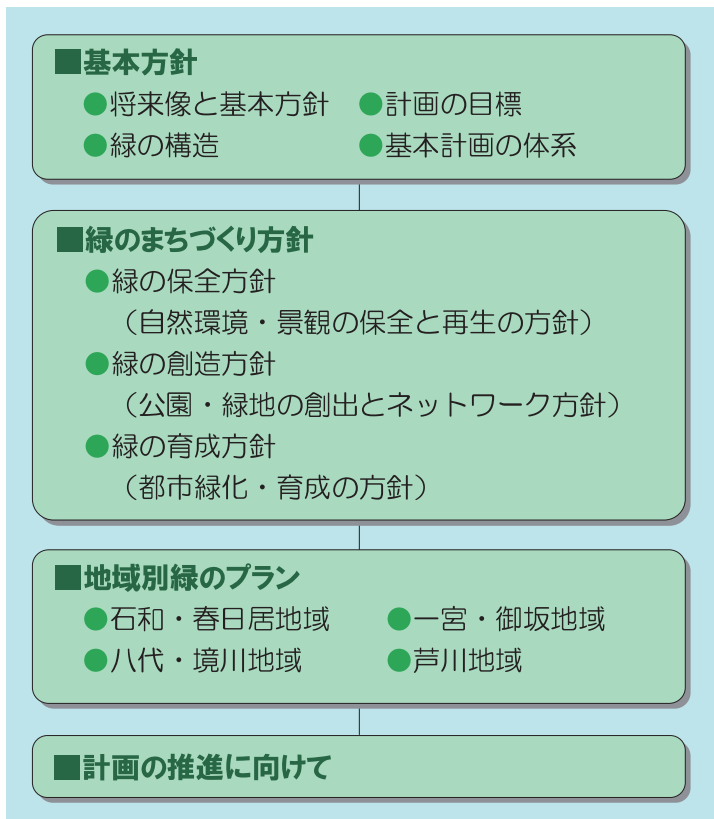 ■基本方針
●将来像と基本方針 ●計画の目標
●緑の構造 ●基本計画の体系
■緑のまちづくり方針
●緑の保全方針
（自然環境・景観の保全と再生の方針）
●緑の創造方針
（公園・緑地の創出とネットワーク方針）
●緑の育成方針
（都市緑化・育成の方針）
■地域別緑のプラン
●石和・春日居地域 ●一宮・御坂地域
●八代・境川地域 ●芦川地域
■計画の推進に向けて